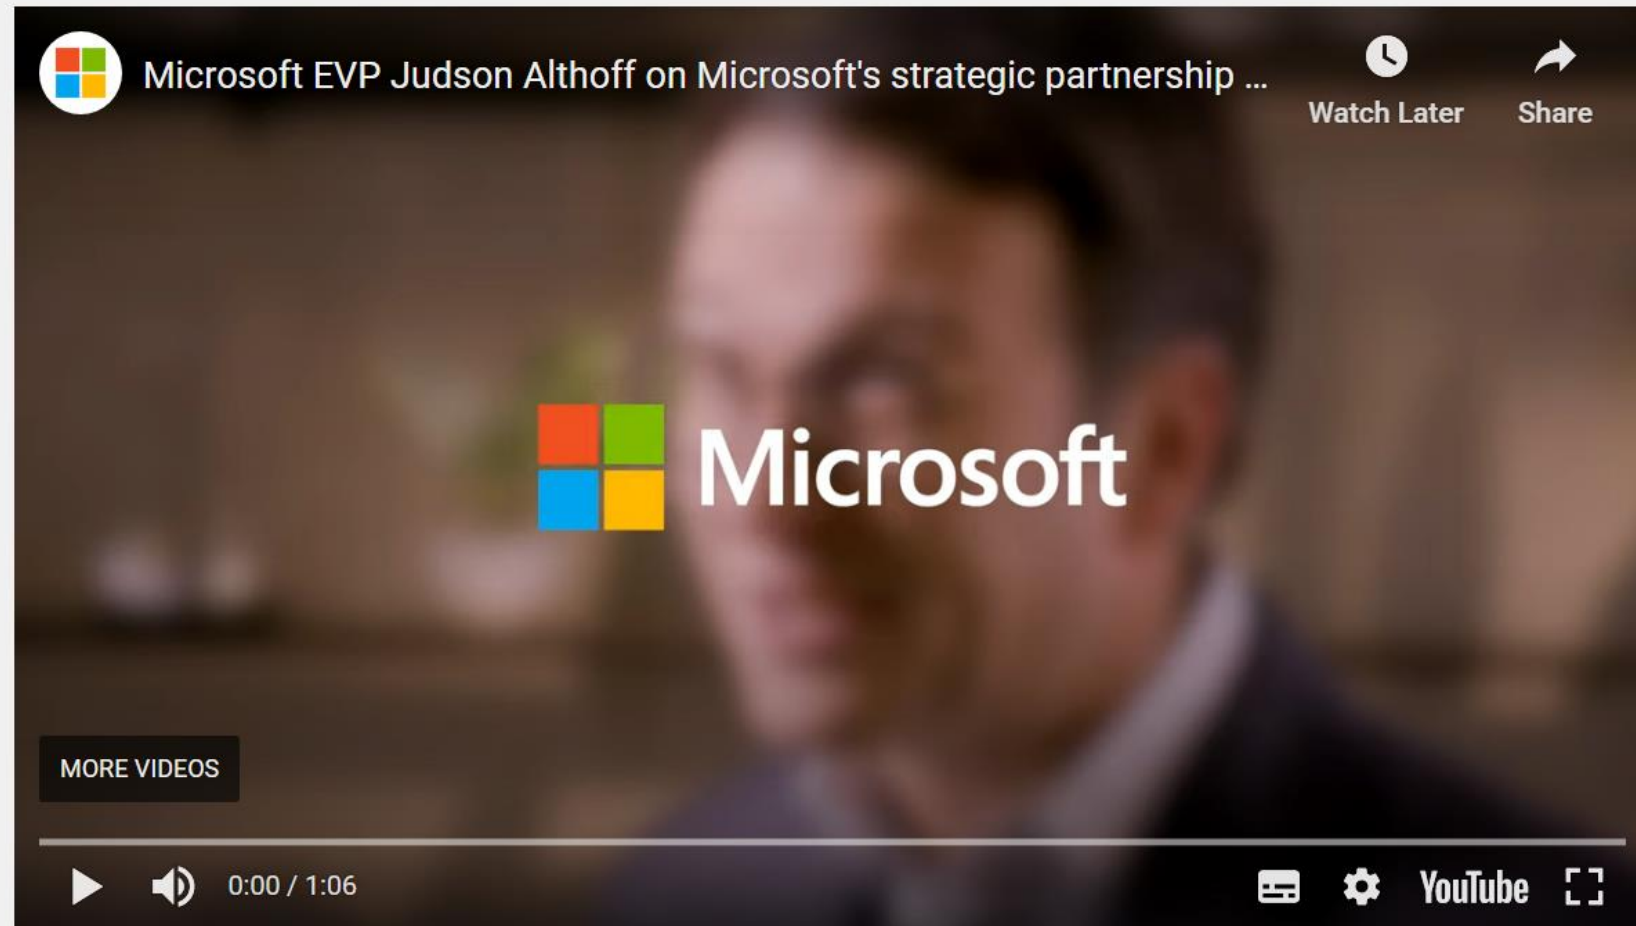 Microsoft EVP Judson Althoff on Microsoft's strategic partnership ...
Watch Later
Share
Microsoft
MORE VIDEOS
0:00 / 1:06
YouTube